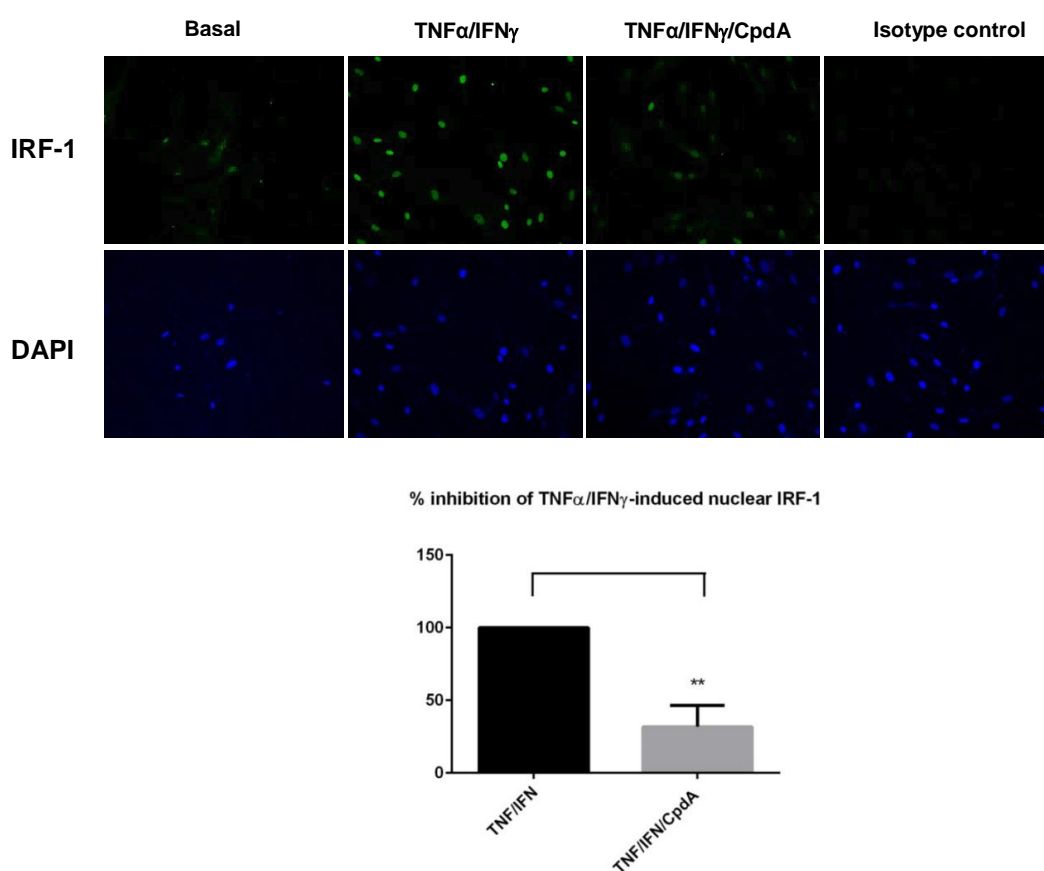 Basal TNFα/IFNγ TNFα/IFNγ/CpdA Isotype control
IRF-1
DAPI
% inhibition of TNFα/IFNγ-induced nuclear IRF-1
150
100
50
0
**
TNF/IFN
TNF/IFN/CpdA